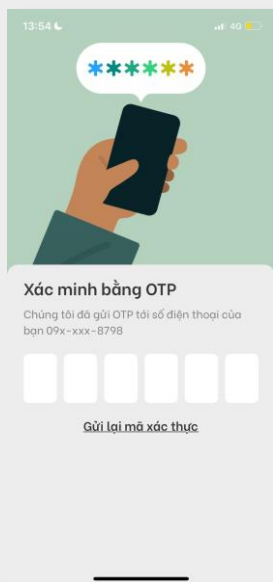 13:54
4G
******
Xác minh bằng OTP
Chúng tôi đã gửi OTP tới số điện thoại của
bạn 09x-xxx-8798
Gửi lại mã xác thực